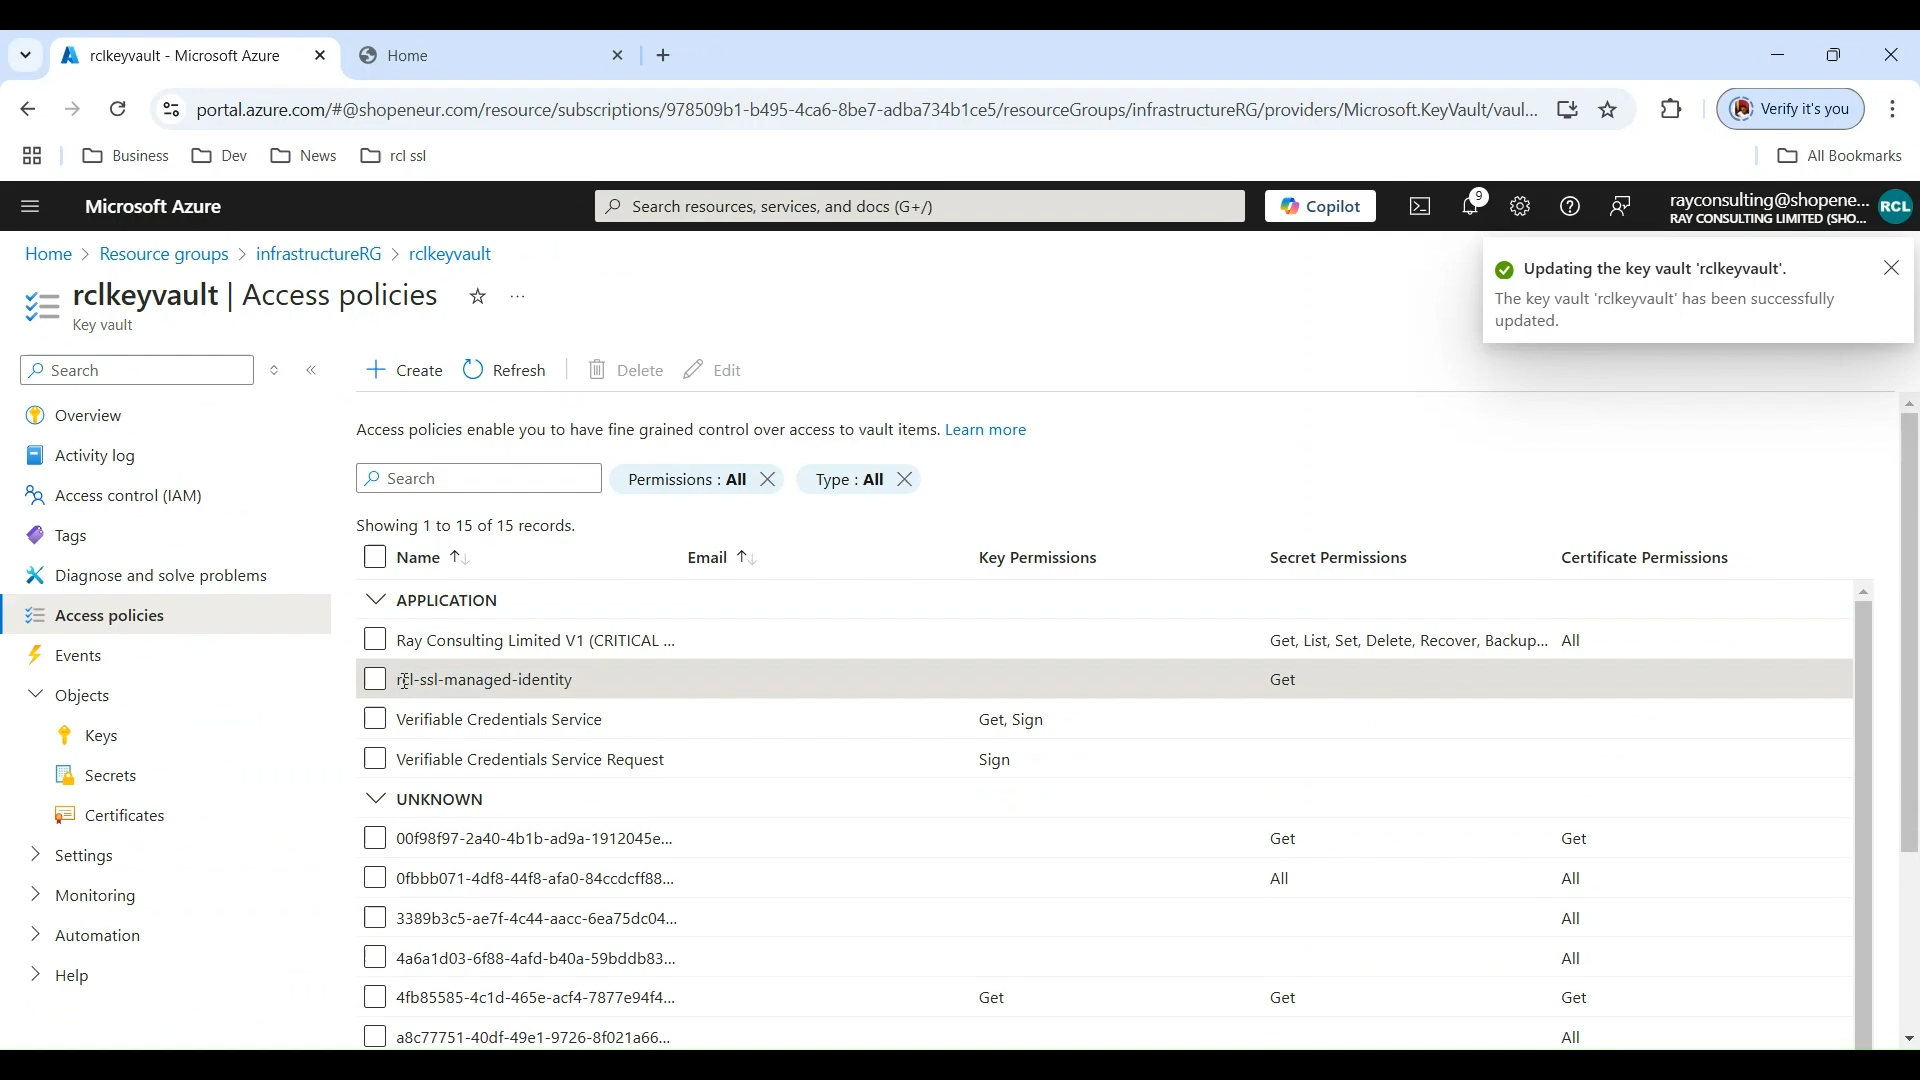 rclkeyvault - Microsoft Azure
Home
portal.azure.com/#@shopeneur.com/resource/subscriptions/978509b1-b495-4ca6-8be7-adba734b1ce5/resourceGroups/infrastructureRG/providers/Microsoft.KeyVault/vaul...
Verify it's you
Business
Dev
News
rcl ssl
All Bookmarks
Microsoft Azure
Search resources, services, and docs (G+/)
Copilot
9
rayconsulting@shopene...
RAY CONSULTING LIMITED (SHO...
RCL
Home > Resource groups > infrastructureRG > rclkeyvault
rclkeyvault | Access policies
Key vault
Updating the key vault 'rclkeyvault'.
The key vault 'rclkeyvault' has been successfully
updated.
Search
Overview
Activity log
Access control (IAM)
Tags
Diagnose and solve problems
Access policies
Events
Objects
Keys
Secrets
Certificates
Settings
Monitoring
Automation
Help
Create
Refresh
Delete
Edit
Access policies enable you to have fine grained control over access to vault items. Learn more
Search
Permissions : All
Type : All
Showing 1 to 15 of 15 records.
Name Email Key Permissions Secret Permissions Certificate Permissions
APPLICATION
Ray Consulting Limited V1 (CRITICAL ... Get, List, Set, Delete, Recover, Backup... All
rcl-ssl-managed-identity Get
Verifiable Credentials Service Get, Sign
Verifiable Credentials Service Request Sign
UNKNOWN
00f98f97-2a40-4b1b-ad9a-1912045e... Get Get
0fbbb071-4df8-44f8-afa0-84ccdcff88... All All
3389b3c5-ae7f-4c44-aacc-6ea75dc04... All
4a6a1d03-6f88-4afd-b40a-59bddb83... All
4fb85585-4c1d-465e-acf4-7877e94f4... Get Get Get
a8c77751-40df-49e1-9726-8f021a66... All